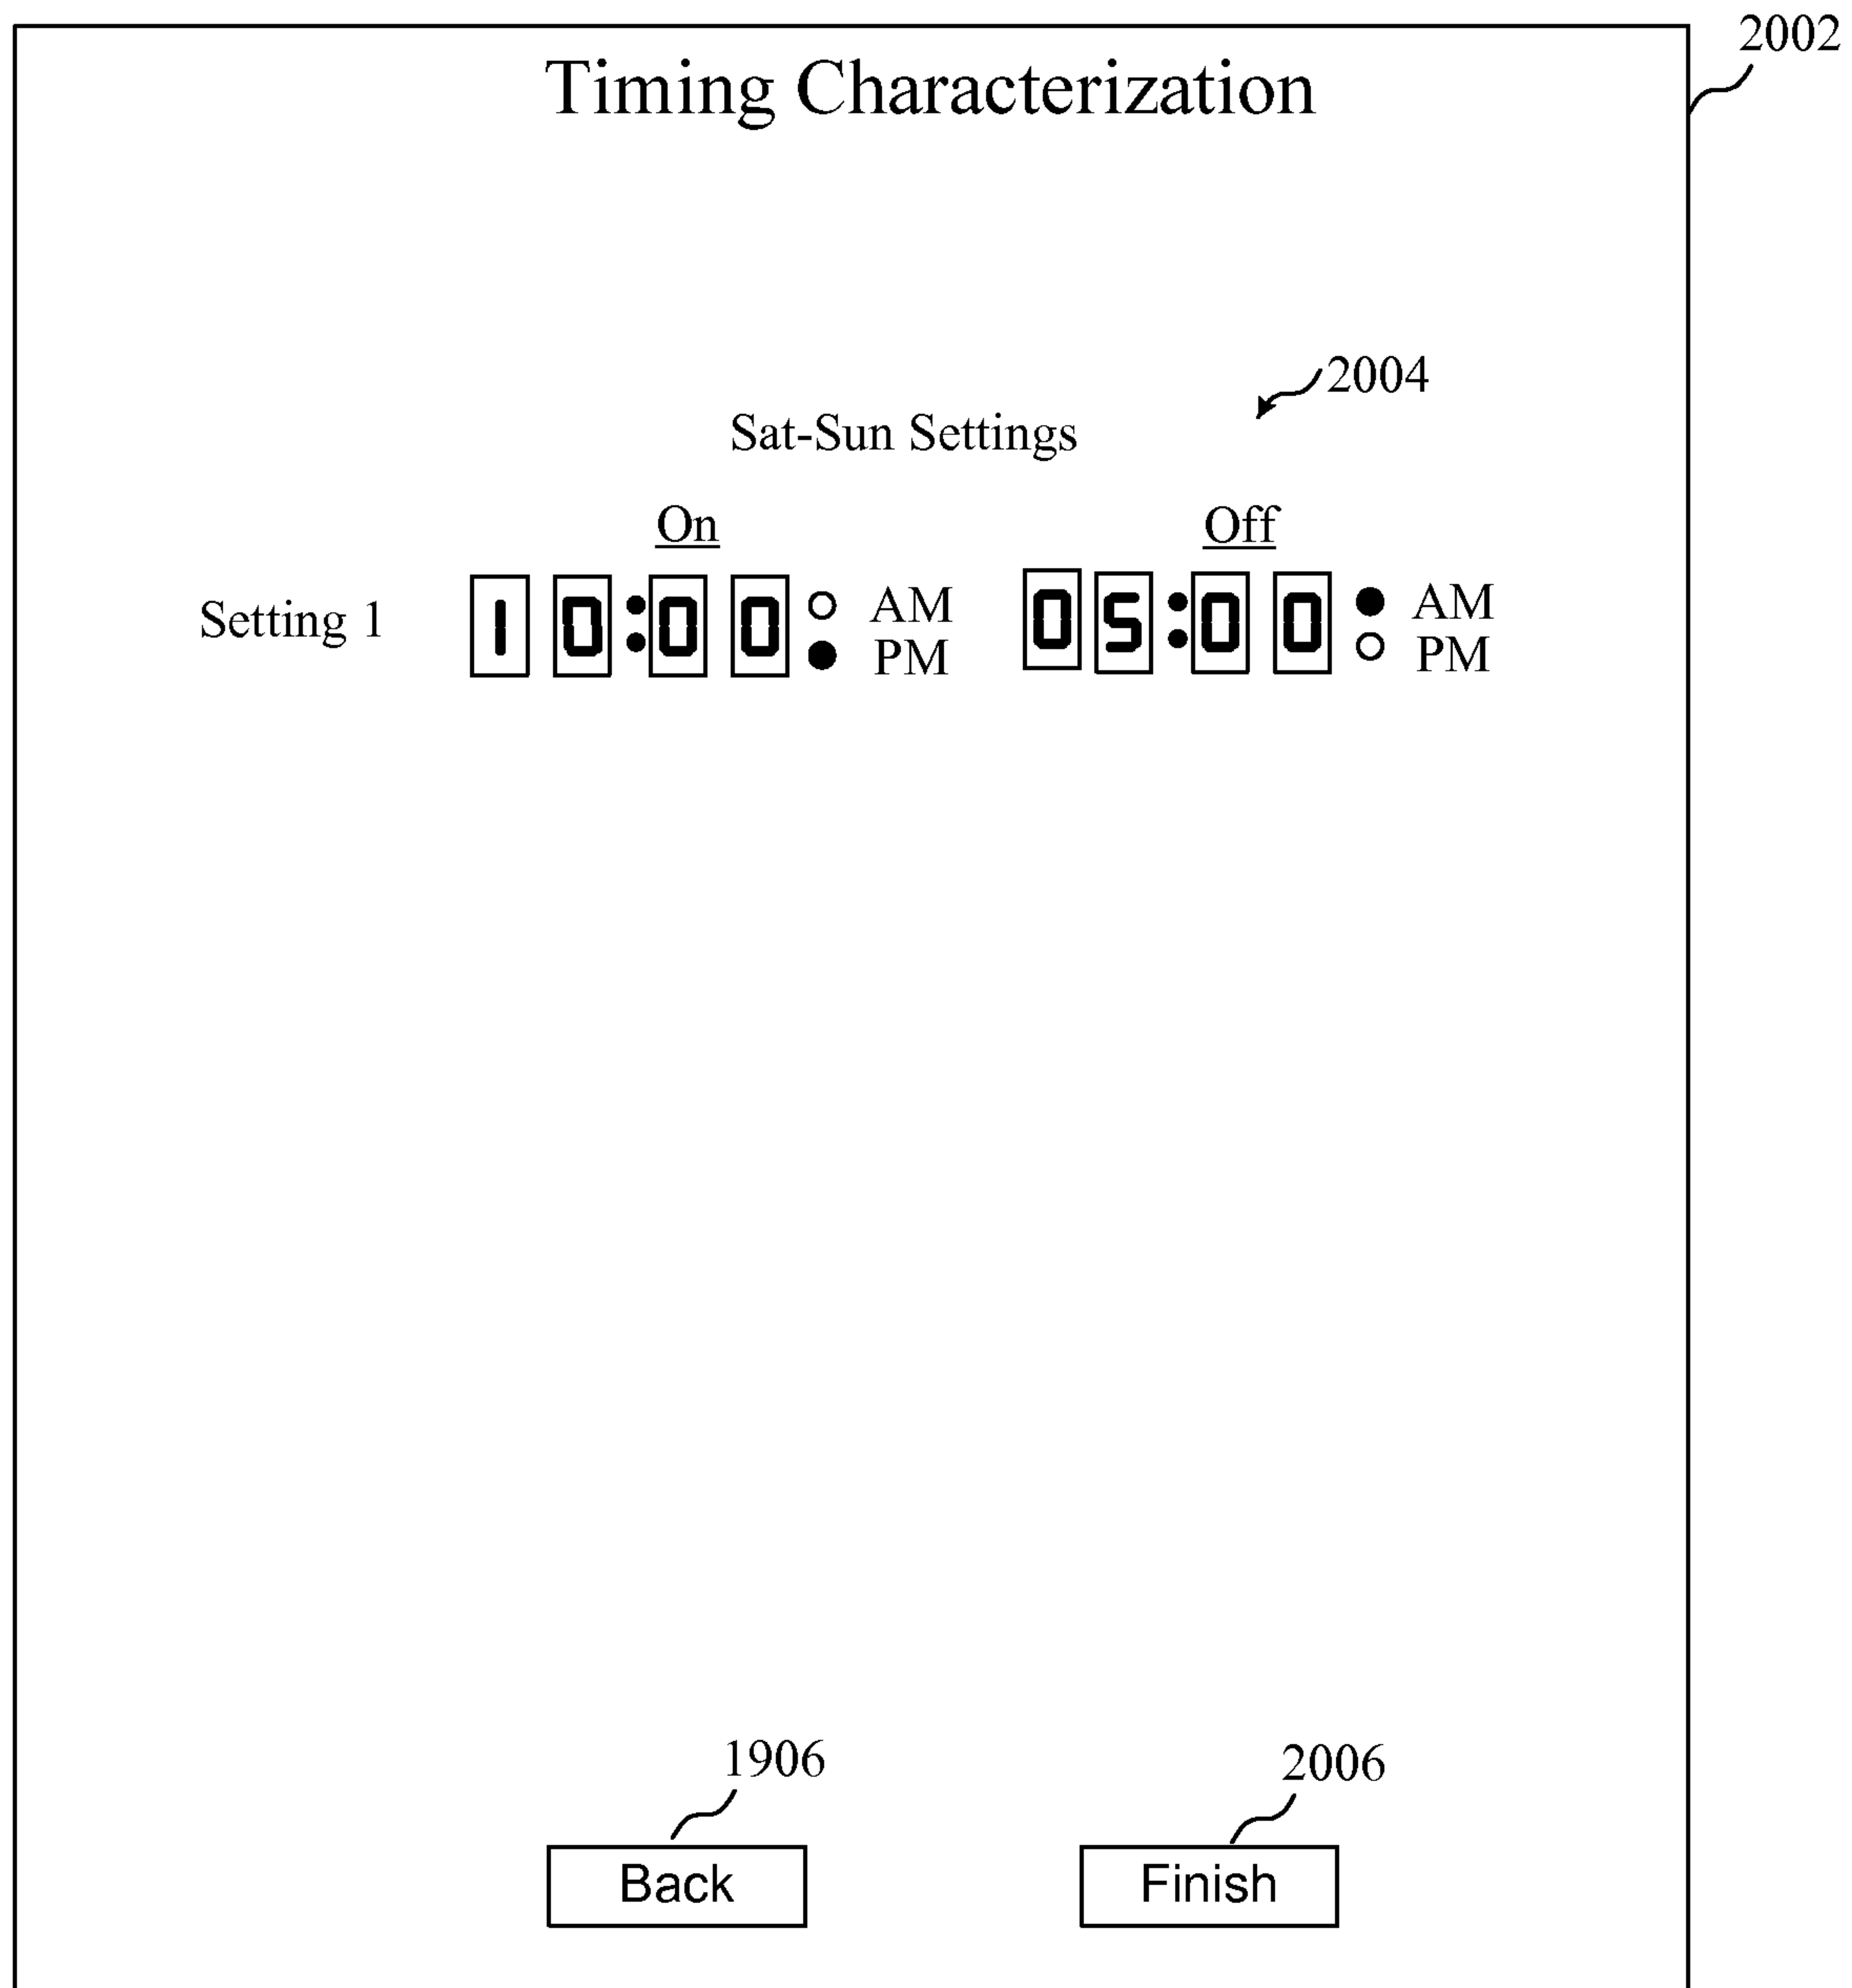 2002
Timing Characterization
2004
Sat-Sun Settings
On Off
Setting 1 10:00 AM PM 05:00 AM PM
1906 2006
Back Finish